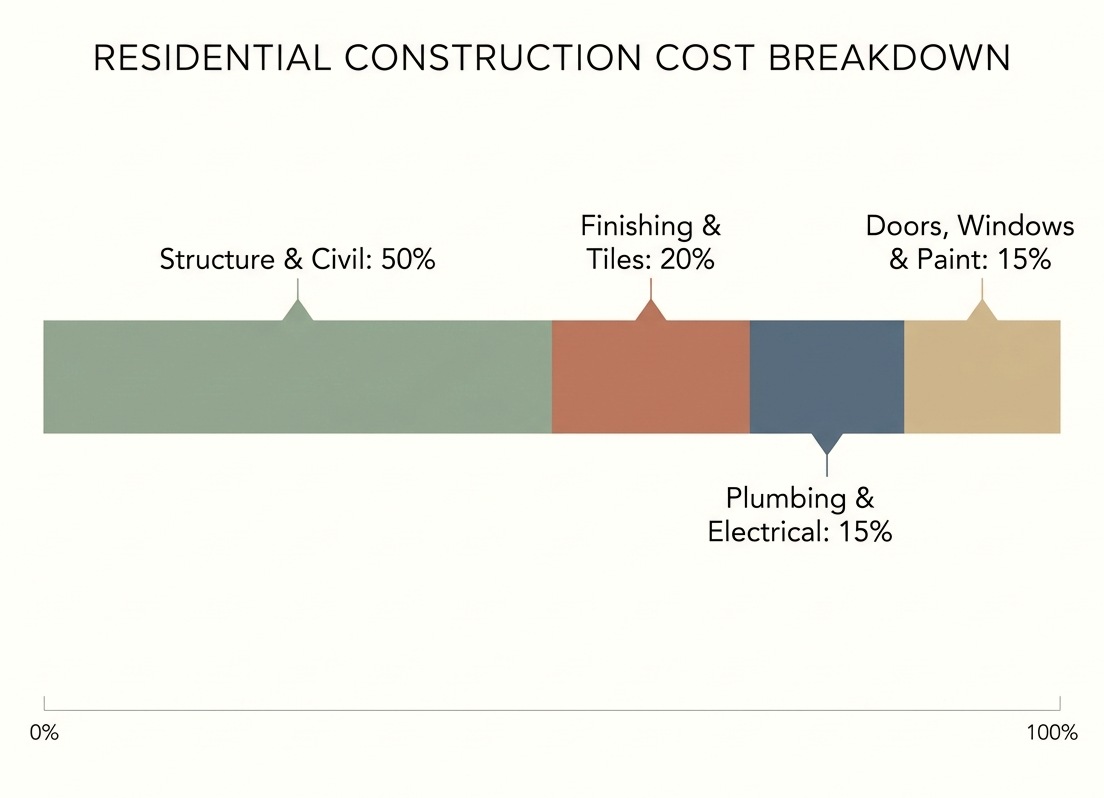 RESIDENTIAL CONSTRUCTION COST BREAKDOWN
Structure & Civil: 50%
Finishing &
Tiles: 20%
Doors, Windows
& Paint: 15%
Plumbing &
Electrical: 15%
0%
100%